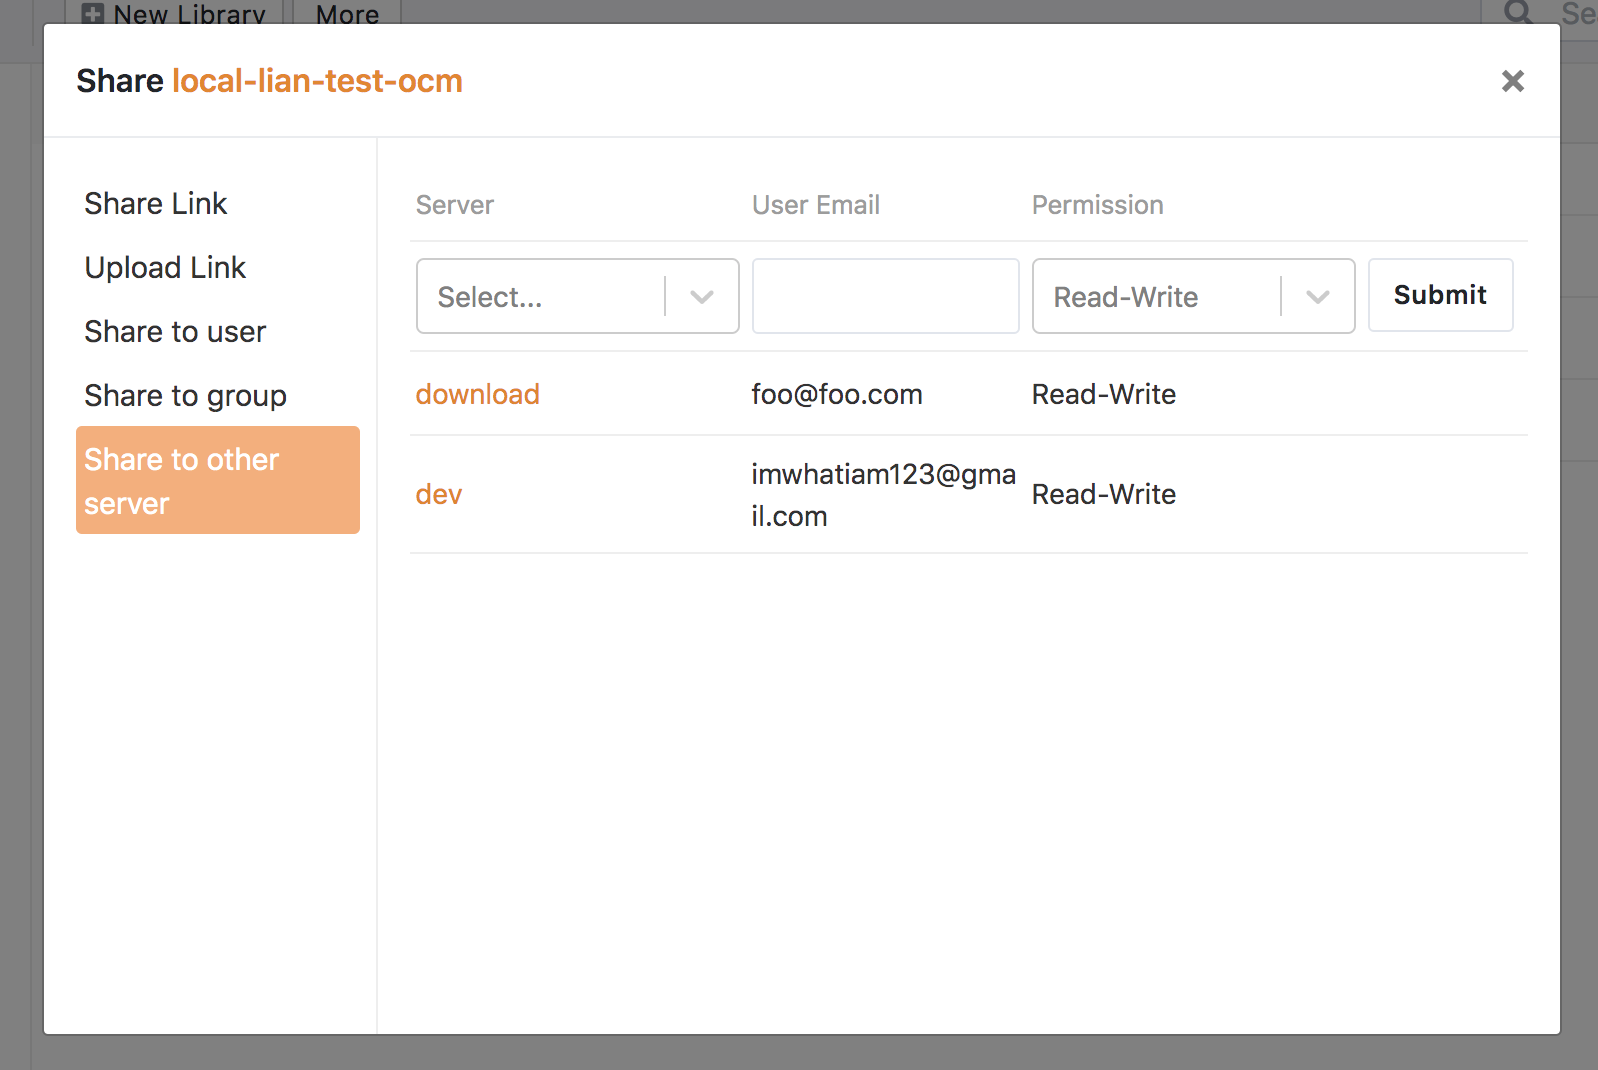 New Library More
Share local-lian-test-ocm
Share Link
Upload Link
Share to user
Share to group
Share to other
server
Server User Email Permission
Select... Read-Write Submit
download foo@foo.com Read-Write
dev imwhatiam123@gma
il.com Read-Write